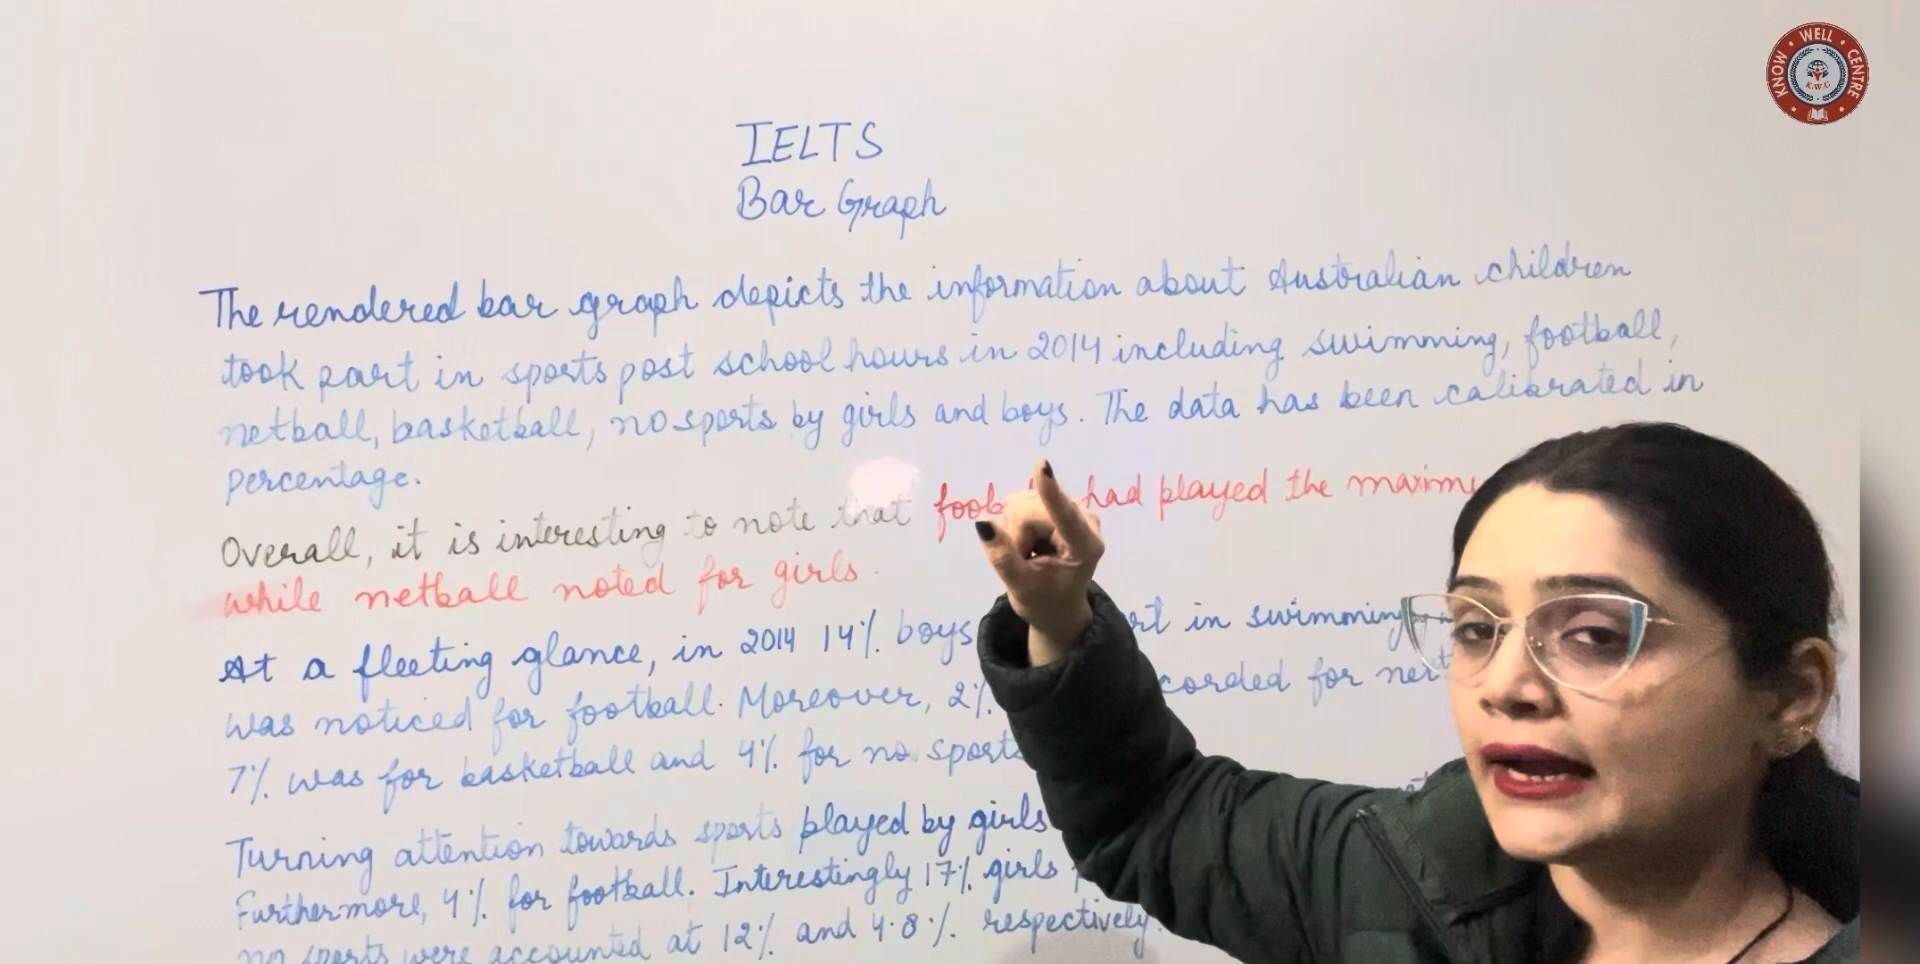 KNOW WELL CENTRE
K.W.C
IELTS
Bar Graph
The rendered bar graph depicts the information about Australian children
took part in sports post school hours in 2014 including swimming, football,
netball, basketball, no sports by girls and boys. The data has been calibrated in
percentage.
Overall, it is interesting to note that had played the
while netball noted for girls.
At a fleeting glance, in 2014 14% boys in swimming
was noticed for football. Moreover, 2% for
7% was for basketball and 4% for no sports
Turning attention towards sports played by girls
Furthermore, 4% for football. Interestingly 17% girls
no sports were accounted at 12% and 4.8% respectively.